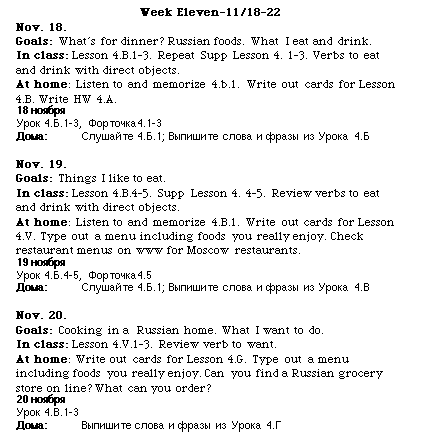 Week Eleven-11/18-22
Nov. 18.
Goals: What's for dinner? Russian foods. What I eat and drink.
In class: Lesson 4.B.1-3. Repeat Supp Lesson 4. 1-3. Verbs to eat
and drink with direct objects.
At home: Listen to and memorize 4.b.1. Write out cards for Lesson
4.B. Write HW 4.A.
18 ноября
Урок 4.Б.1-3, Форточка4.1-3
Дома: Слушайте 4.Б.1; Выпишите слова и фразы из Урока 4.Б
Nov. 19.
Goals: Things I like to eat.
In class: Lesson 4.B.4-5. Supp Lesson 4. 4-5. Review verbs to eat
and drink with direct objects.
At home: Listen to and memorize 4.B.1. Write out cards for Lesson
4.V. Type out a menu including foods you really enjoy. Check
restaurant menus on www for Moscow restaurants.
19 ноября
Урок 4.Б.4-5, Форточка4.5
Дома: Слушайте 4.Б.1; Выпишите слова и фразы из Урока 4.В
Nov. 20.
Goals: Cooking in a Russian home. What I want to do.
In class: Lesson 4.V.1-3. Review verb to want.
At home: Write out cards for Lesson 4.G. Type out a menu
including foods you really enjoy. Can you find a Russian grocery
store on line? What can you order?
20 ноября
Урок 4.В.1-3
Дома: Выпишите слова и фразы из Урока 4.Г